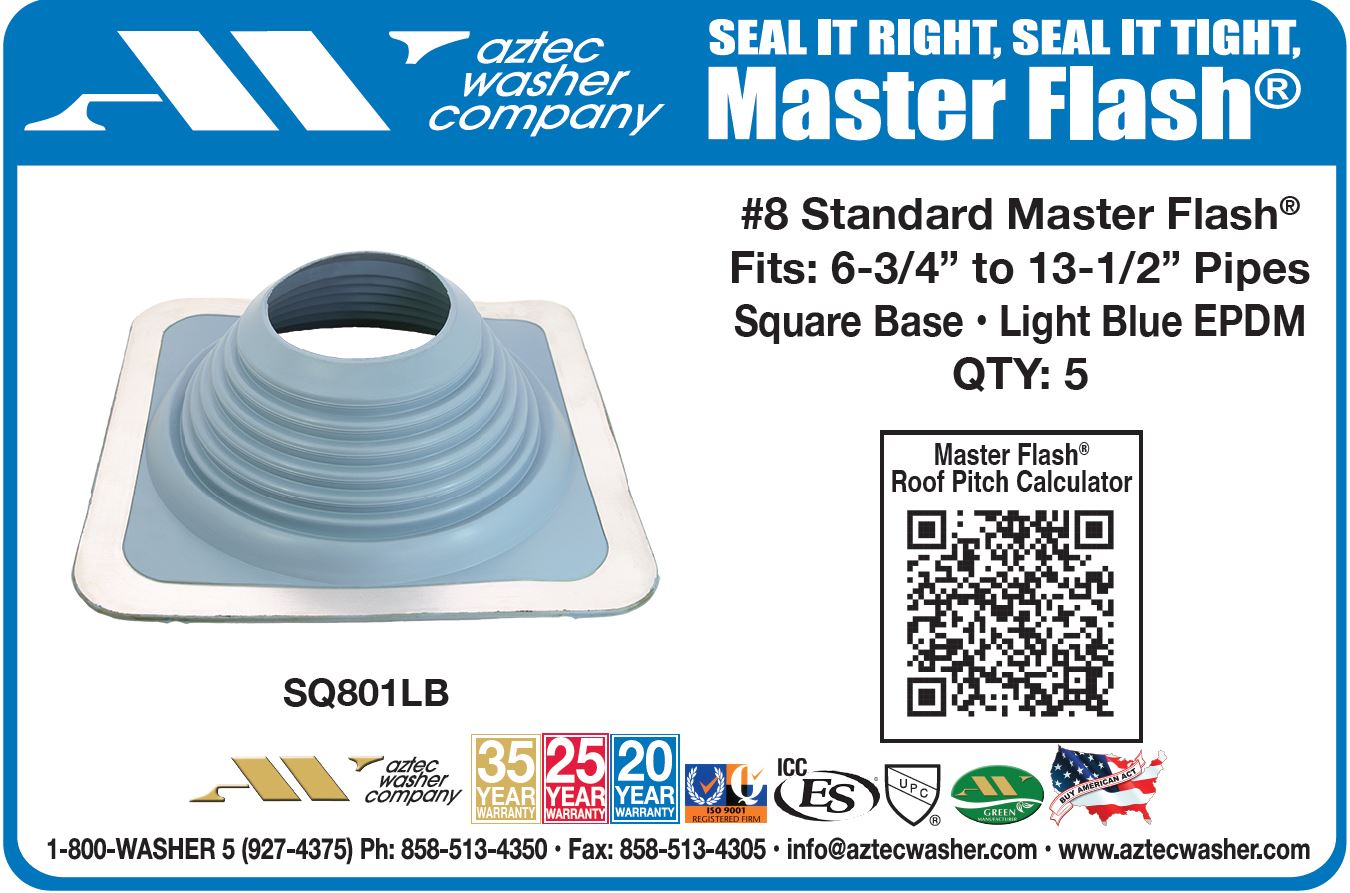 aztec
washer
company
SEAL IT RIGHT, SEAL IT TIGHT,
Master Flash®
#8 Standard Master Flash®
Fits: 6-3/4” to 13-1/2” Pipes
Square Base • Light Blue EPDM
QTY: 5
Master Flash®
Roof Pitch Calculator
SQ801LB
aztec
washer
company
35
YEAR
WARRANTY
25
YEAR
WARRANTY
20
YEAR
WARRANTY
ISO 9001
REGISTERED FIRM
ICC
ES
UPC
®
GREEN
MANUFACTURER
BUY AMERICAN ACT
1-800-WASHER 5 (927-4375) Ph: 858-513-4350 • Fax: 858-513-4305 • info@aztecwasher.com • www.aztecwasher.com